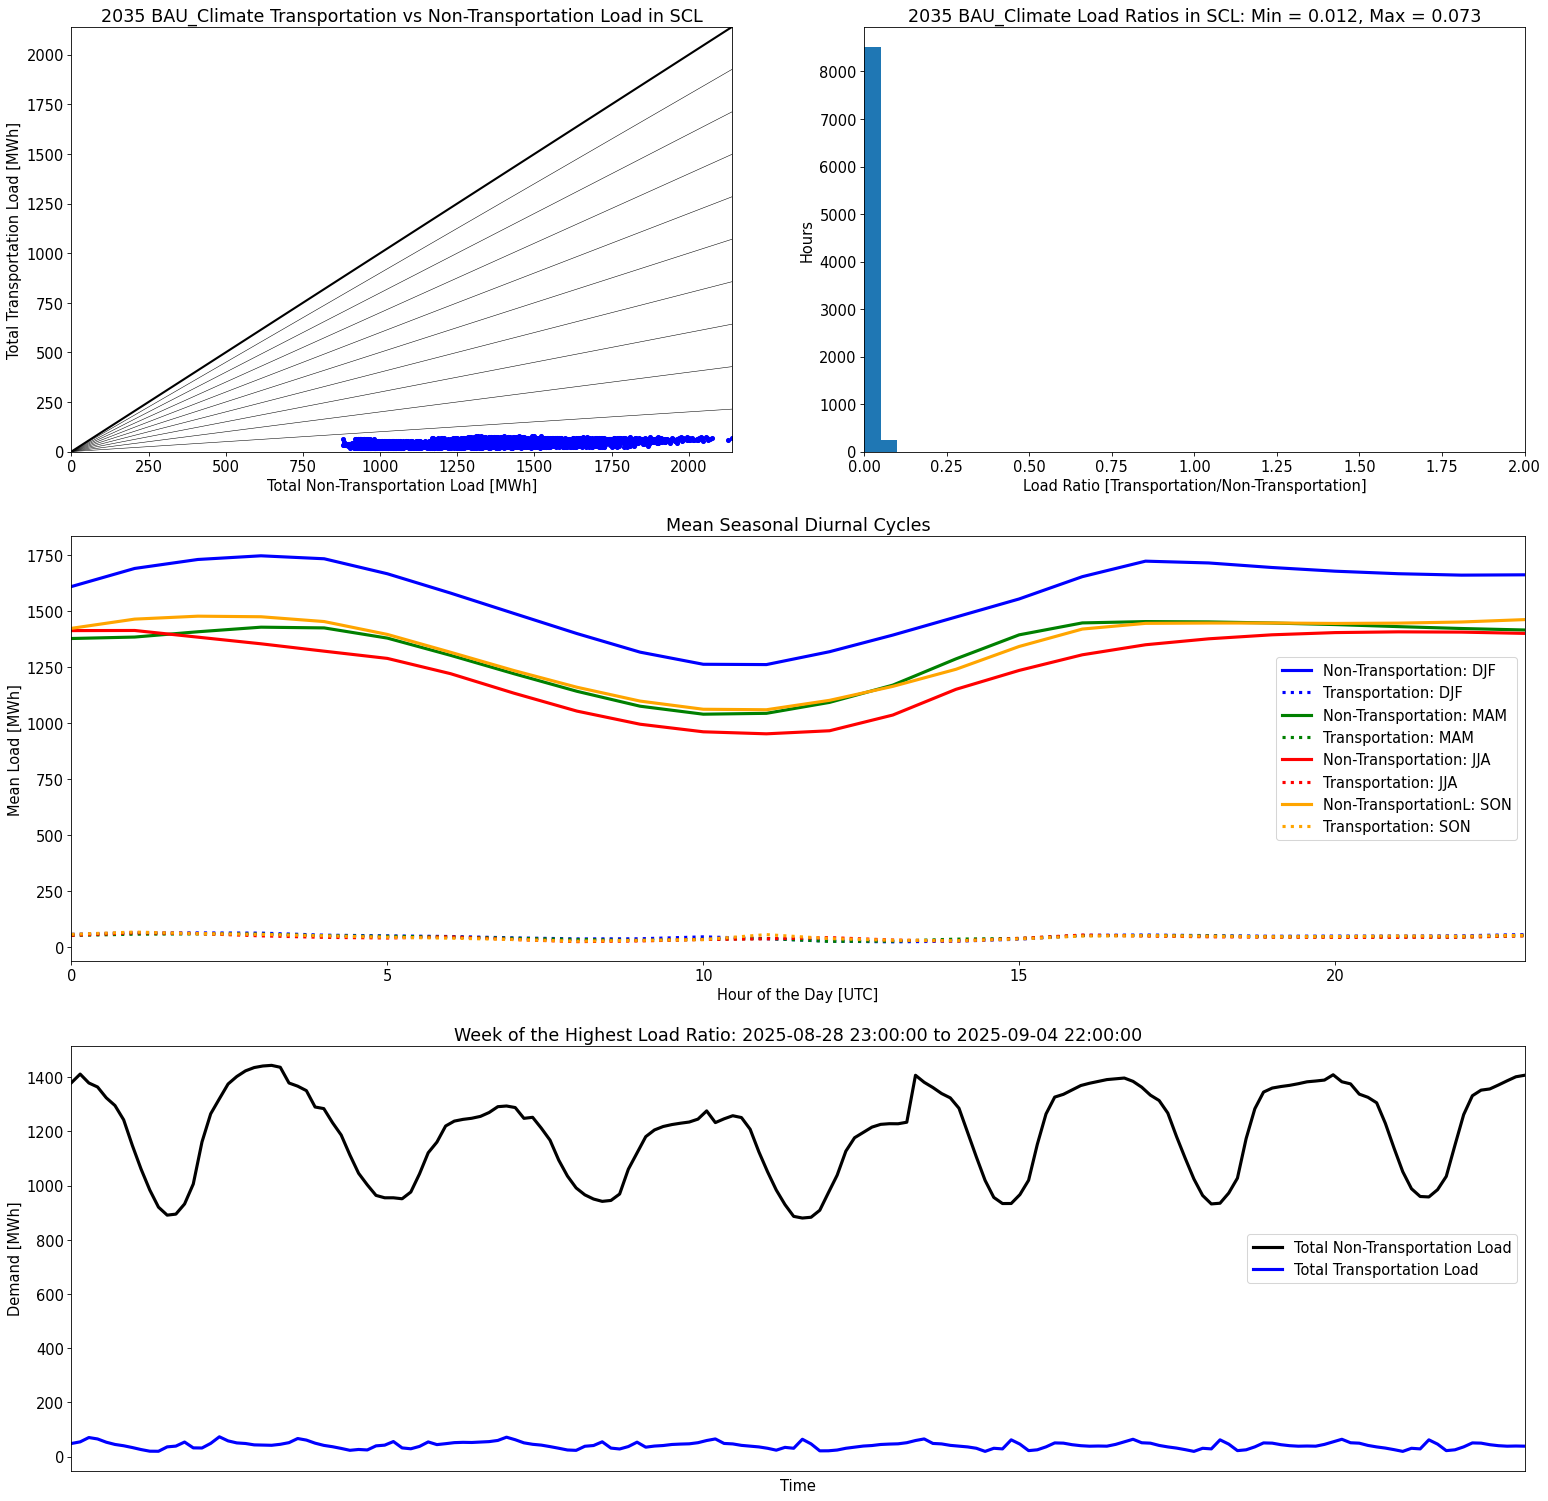 2035 BAU_Climate Transportation vs Non-Transportation Load in SCL
Total Transportation Load [MWh]
2000
1750
1500
1250
1000
750
500
250
0
0 250 500 750 1000 1250 1500 1750 2000
Total Non-Transportation Load [MWh]
2035 BAU_Climate Load Ratios in SCL: Min = 0.012, Max = 0.073
Hours
8000
7000
6000
5000
4000
3000
2000
1000
0
0.00 0.25 0.50 0.75 1.00 1.25 1.50 1.75 2.00
Load Ratio [Transportation/Non-Transportation]
Mean Seasonal Diurnal Cycles
Mean Load [MWh]
1750
1500
1250
1000
750
500
250
0
Non-Transportation: DJF
Transportation: DJF
Non-Transportation: MAM
Transportation: MAM
Non-Transportation: JJA
Transportation: JJA
Non-TransportationL: SON
Transportation: SON
0 5 10 15 20
Hour of the Day [UTC]
Week of the Highest Load Ratio: 2025-08-28 23:00:00 to 2025-09-04 22:00:00
Demand [MWh]
1400
1200
1000
800
600
400
200
0
Total Non-Transportation Load
Total Transportation Load
Time